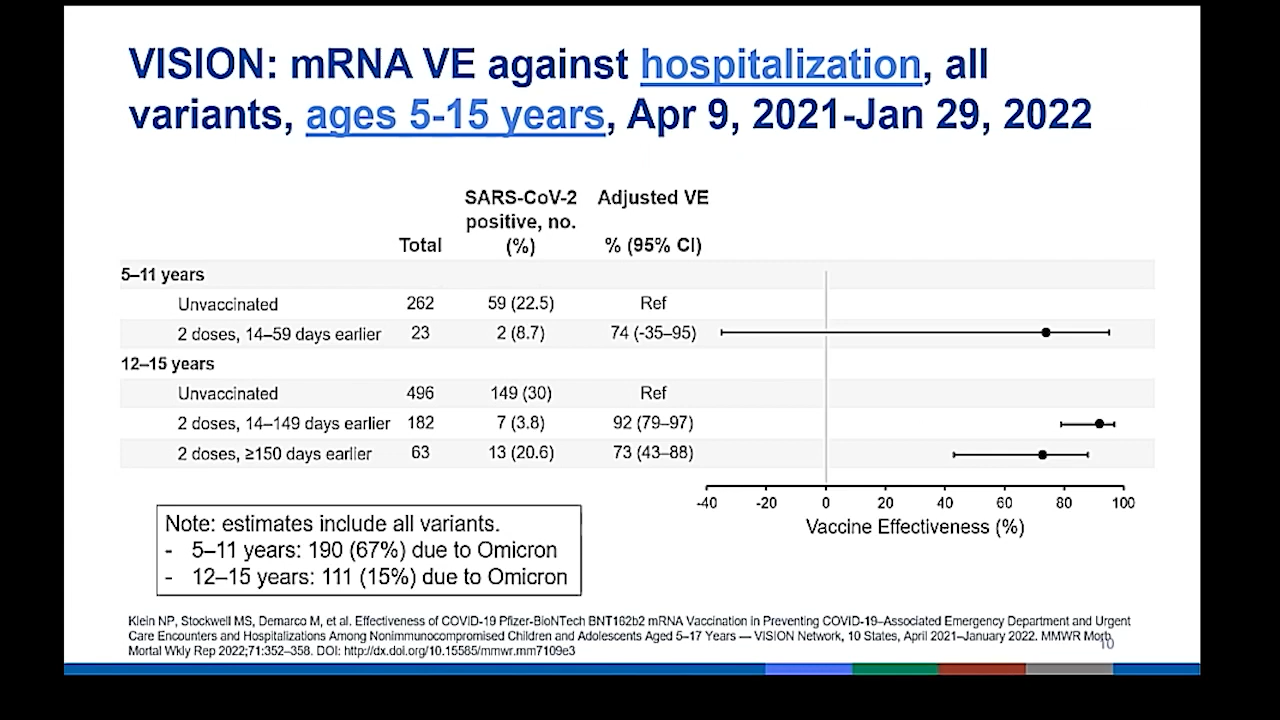 VISION: mRNA VE against hospitalization, all
variants, ages 5-15 years, Apr 9, 2021-Jan 29, 2022
SARS-CoV-2 Adjusted VE
positive, no.
Total (%) % (95% CI)
5–11 years
Unvaccinated 262 59 (22.5) Ref
2 doses, 14–59 days earlier 23 2 (8.7) 74 (-35–95)
12–15 years
Unvaccinated 496 149 (30) Ref
2 doses, 14–149 days earlier 182 7 (3.8) 92 (79–97)
2 doses, ≥150 days earlier 63 13 (20.6) 73 (43–88)
-40 -20 0 20 40 60 80 100
Vaccine Effectiveness (%)
Note: estimates include all variants.
- 5–11 years: 190 (67%) due to Omicron
- 12–15 years: 111 (15%) due to Omicron
Klein NP, Stockwell MS, Demarco M, et al. Effectiveness of COVID-19 Pfizer-BioNTech BNT162b2 mRNA Vaccination in Preventing COVID-19–Associated Emergency Department and Urgent
Care Encounters and Hospitalizations Among Nonimmunocompromised Children and Adolescents Aged 5–17 Years — VISION Network, 10 States, April 2021–January 2022. MMWR Morb
Mortal Wkly Rep 2022;71:352–358. DOI: http://dx.doi.org/10.15585/mmwr.mm7109e3
10